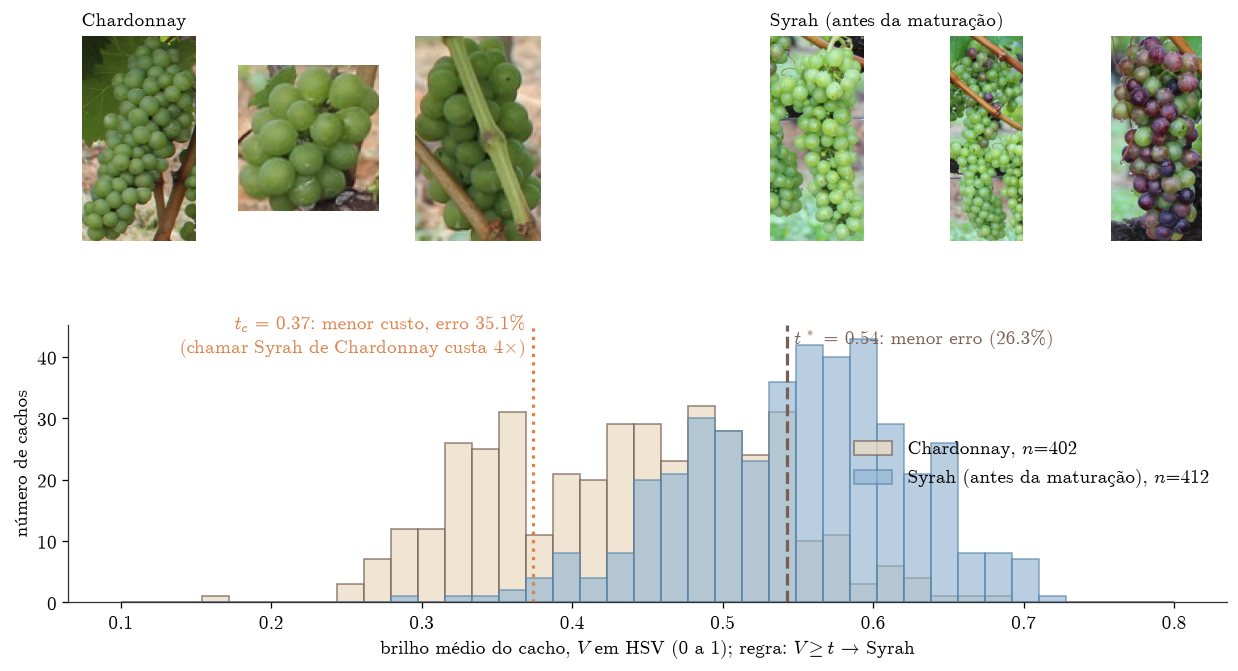 Chardonnay
Syrah (antes da maturação)
t_c = 0.37: menor custo, erro 35.1%
(chamar Syrah de Chardonnay custa 4×)
t* = 0.54: menor erro (26.3%)
número de cachos
40
30
20
10
0
Chardonnay, n=402
Syrah (antes da maturação), n=412
0.1 0.2 0.3 0.4 0.5 0.6 0.7 0.8
brilho médio do cacho, V em HSV (0 a 1); regra: V ≥ t → Syrah